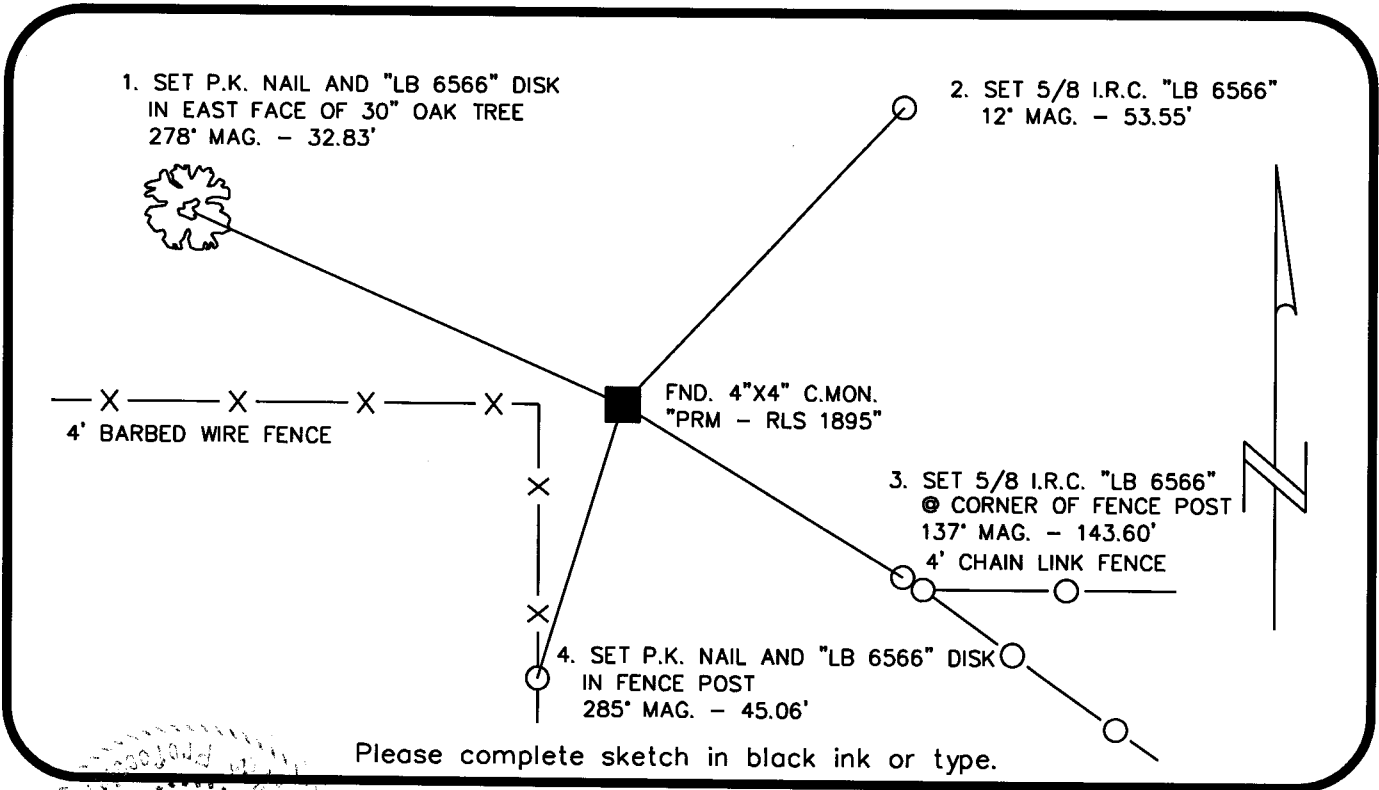 1. SET P.K. NAIL AND "LB 6566" DISK
IN EAST FACE OF 30" OAK TREE
278° MAG. – 32.83'
2. SET 5/8 I.R.C. "LB 6566"
12° MAG. – 53.55'
FND. 4"X4" C.MON.
"PRM – RLS 1895"
4' BARBED WIRE FENCE
3. SET 5/8 I.R.C. "LB 6566"
@ CORNER OF FENCE POST
137° MAG. – 143.60'
4' CHAIN LINK FENCE
N
4. SET P.K. NAIL AND "LB 6566" DISK
IN FENCE POST
285° MAG. – 45.06'
Please complete sketch in black ink or type.